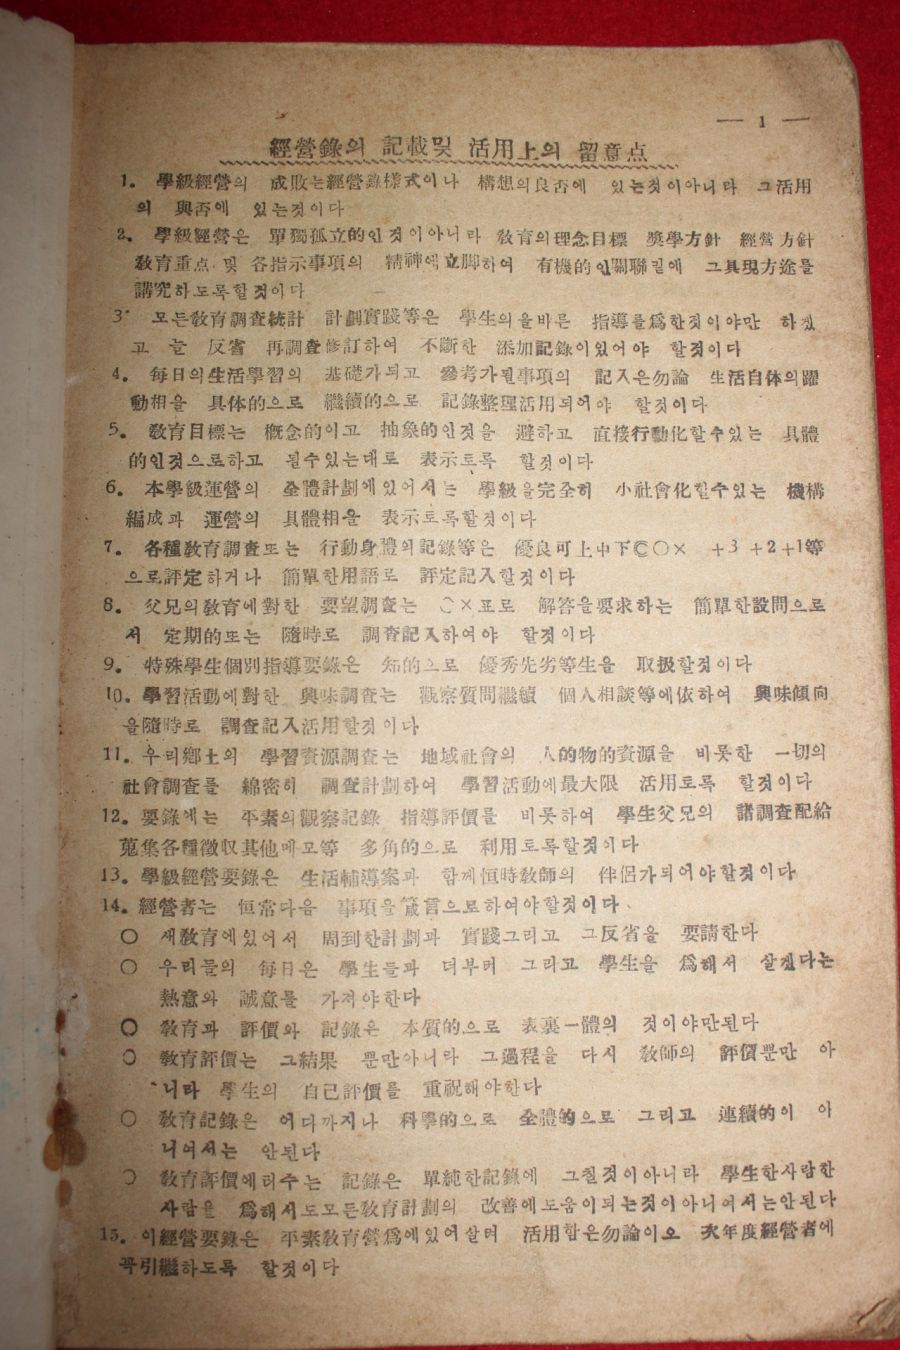 — 1 —
經營錄의 記載및 活用上의 留意点
1. 學級經營의 成敗는經營錄樣式이나 構想의良否에 있는것이아니라 그活用
의 與否에 있는것이다
2. 學級經營은 單獨孤立的인것이아니라 敎育의理念目標 奬學方針 經營方針
敎育重点 및 各指示事項의 精神에立脚하여 有機的인關聯밑에 그具現方途를
講究하도록할것이다
3. 모든敎育調査統計 計劃實踐等은 學生의올바른 指導를爲한것이야만 하겠
고 늘 反省 再調査修訂하여 不斷한 添加記錄이있어야 할것이다
4. 每日의生活學習의 基礎가되고 參考가될事項의 記入은勿論 生活自体의躍
動相을 具体的으로 繼續的으로 記錄整理活用되어야 할것이다
5. 敎育目標는 槪念的이고 抽象的인것을 避하고 直接行動化할수있는 具體
的인것으로하고 될수있는대로 表示토록 할것이다
6. 本學級運營의 全體計劃에있어서는 學級을完全히 小社會化할수있는 機構
編成과 運營의 具體相을 表示토록할것이다
7. 各種敎育調査또는 行動身體의記錄等은 優良可上中下◎○× +3 +2+1等
으로評定하거나 簡單한用語로 評定記入할것이다
8. 父兄의敎育에對한 要望調査는 ○×표로 解答을要求하는 簡單한設問으로
서 定期的또는 隨時로 調査記入하여야 할것이다
9. 特殊學生個別指導要錄은 知的으로 優秀先劣等生을 取扱할것이다
10. 學習活動에對한 興味調査는 觀察質問繼續 個人相談等에依하여 興味傾向
을隨時로 調査記入活用할것이다
11. 우리鄕土의 學習資源調査는 地域社會의 人的物的資源을 비롯한 一切의
社會調査를 綿密히 調査計劃하여 學習活動에最大限 活用토록 할것이다
12. 要錄에는 平素의觀察記錄 指導評價를 비롯하여 學生父兄의 諸調査配給
蒐集各種徵収其他메모等 多角的으로 利用토록할것이다
13. 學級經營要錄은 生活輔導案과 함께恒時敎師의 伴侶가되어야할것이다
14. 經營者는 恒常다음 事項을箴言으로하여야할것이다
○ 새敎育에있어서 周到한計劃과 實踐그리고 그反省을 要請한다
○ 우리들의 每日은 學生들과 더부러 그리고 學生을 爲해서 살겠다는
熱意와 誠意를 가져야한다
○ 敎育과 評價와 記錄은 本質的으로 表裏一體의 것이야만된다
○ 敎育評價는 그結果 뿐만아니라 그過程을 다시 敎師의 評價뿐만 아
니라 學生의 自己評價를 重視해야한다
○ 敎育記錄은 어디까지나 科學的으로 全體的으로 그리고 連續的이 아
니여서는 안된다
○ 敎育評價에러수는 記錄은 單純한記錄에 그칠것이아니라 學生한사람한
사람을 爲해서도모든敎育計劃의 改善에도움이되는것이아니여서는안된다
15. 이經營要錄은 平素敎育營爲에있어살려 活用함은勿論이오 次年度經營者에
꼭引繼하도록 할것이다